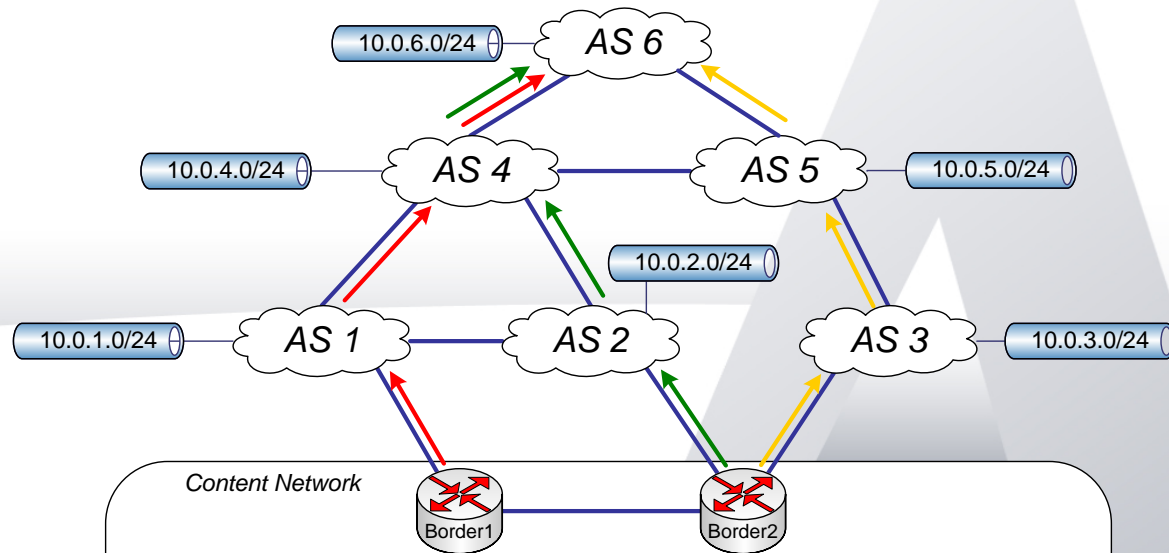 10.0.6.0/24
AS 6
10.0.4.0/24
AS 4
AS 5
10.0.5.0/24
10.0.2.0/24
10.0.1.0/24
AS 1
AS 2
AS 3
10.0.3.0/24
Content Network
Border1
Border2